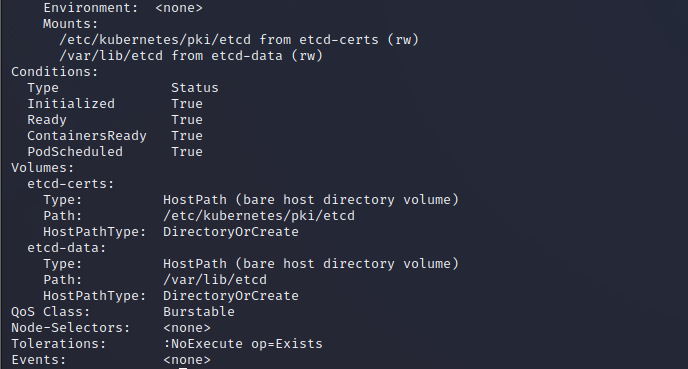 Environment:  <none>
Mounts:
/etc/kubernetes/pki/etcd from etcd-certs (rw)
/var/lib/etcd from etcd-data (rw)
Conditions:
Type              Status
Initialized       True
Ready             True
ContainersReady   True
PodScheduled      True
Volumes:
etcd-certs:
Type:          HostPath (bare host directory volume)
Path:          /etc/kubernetes/pki/etcd
HostPathType:  DirectoryOrCreate
etcd-data:
Type:          HostPath (bare host directory volume)
Path:          /var/lib/etcd
HostPathType:  DirectoryOrCreate
QoS Class:         Burstable
Node-Selectors:    <none>
Tolerations:       :NoExecute op=Exists
Events:            <none>